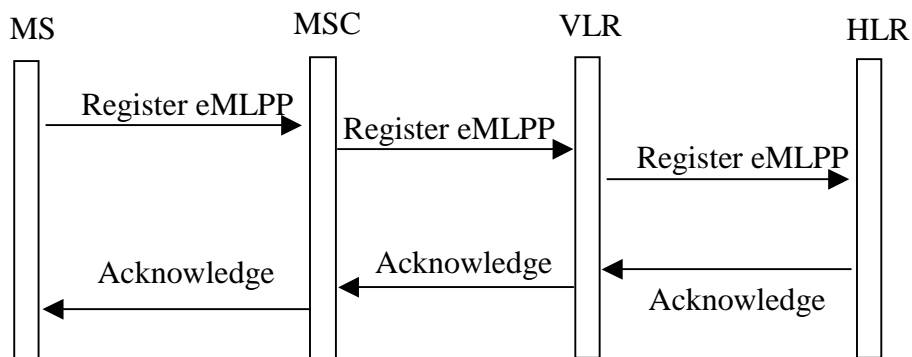 MS
MSC
VLR
HLR
Register eMLPP
Register eMLPP
Register eMLPP
Acknowledge
Acknowledge
Acknowledge